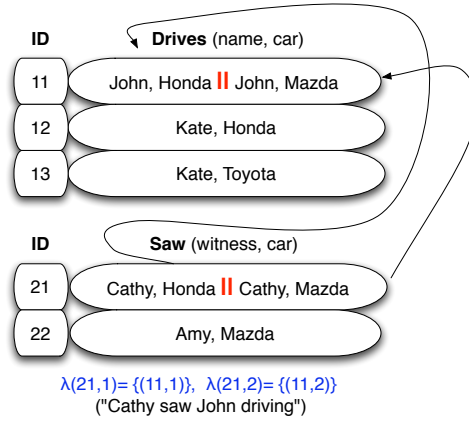 ID Drives (name, car)
11 John, Honda || John, Mazda
12 Kate, Honda
13 Kate, Toyota
ID Saw (witness, car)
21 Cathy, Honda || Cathy, Mazda
22 Amy, Mazda
λ(21,1)= {(11,1)}, λ(21,2)= {(11,2)}
("Cathy saw John driving")